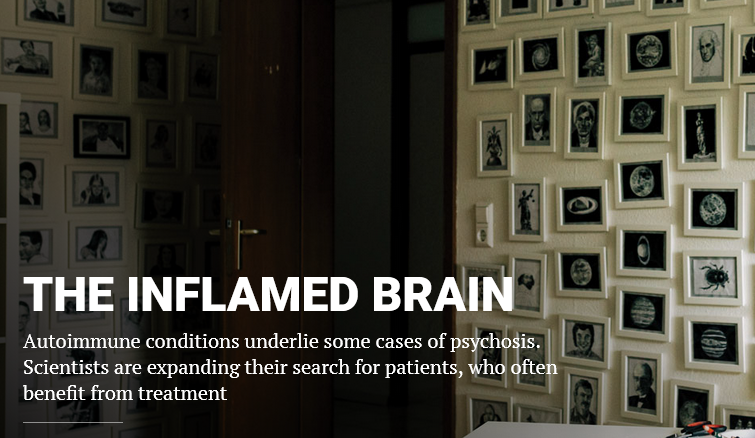 THE INFLAMED BRAIN
Autoimmune conditions underlie some cases of psychosis.
Scientists are expanding their search for patients, who often
benefit from treatment